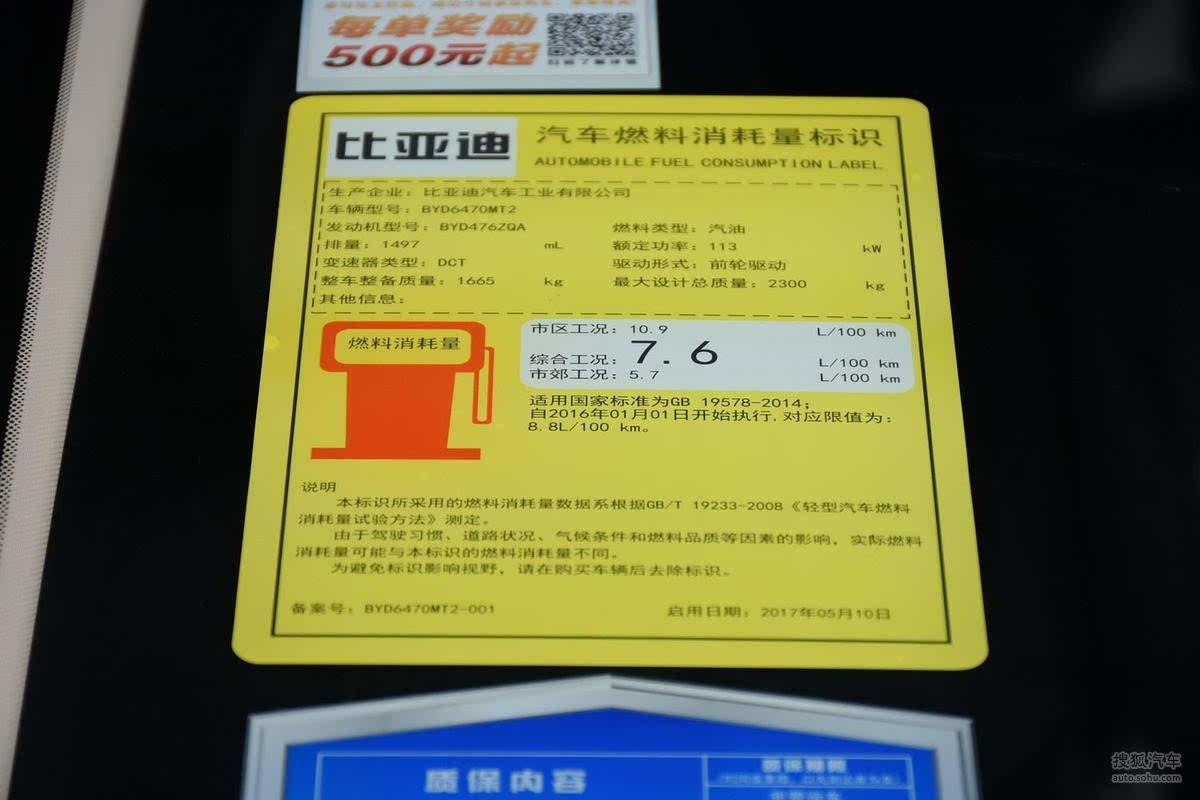 每单奖励
500元起
扫码了解详情
比亚迪 汽车燃料消耗量标识
AUTOMOBILE FUEL CONSUMPTION LABEL
生产企业：比亚迪汽车工业有限公司
车辆型号：BYD6470MT2
发动机型号：BYD476ZQA 燃料类型：汽油
排量：1497 mL 额定功率：113 kW
变速器类型：DCT 驱动形式：前轮驱动
整车整备质量：1665 kg 最大设计总质量：2300 kg
其他信息：
燃料消耗量
市区工况：10.9 L/100 km
综合工况：7.6 L/100 km
市郊工况：5.7 L/100 km
适用国家标准为GB 19578-2014；
自2016年01月01日开始执行.对应限值为：
8.8L/100 km。
说明
本标识所采用的燃料消耗量数据系根据GB/T 19233-2008《轻型汽车燃料
消耗量试验方法》测定。
由于驾驶习惯、道路状况、气候条件和燃料品质等因素的影响，实际燃料
消耗量可能与本标识的燃料消耗量不同。
为避免标识影响视野，请在购买车辆后去除标识。
备案号：BYD6470MT2-001 启用日期：2017年05月10日
质保内容
质保期限
搜狐汽车
auto.sohu.com